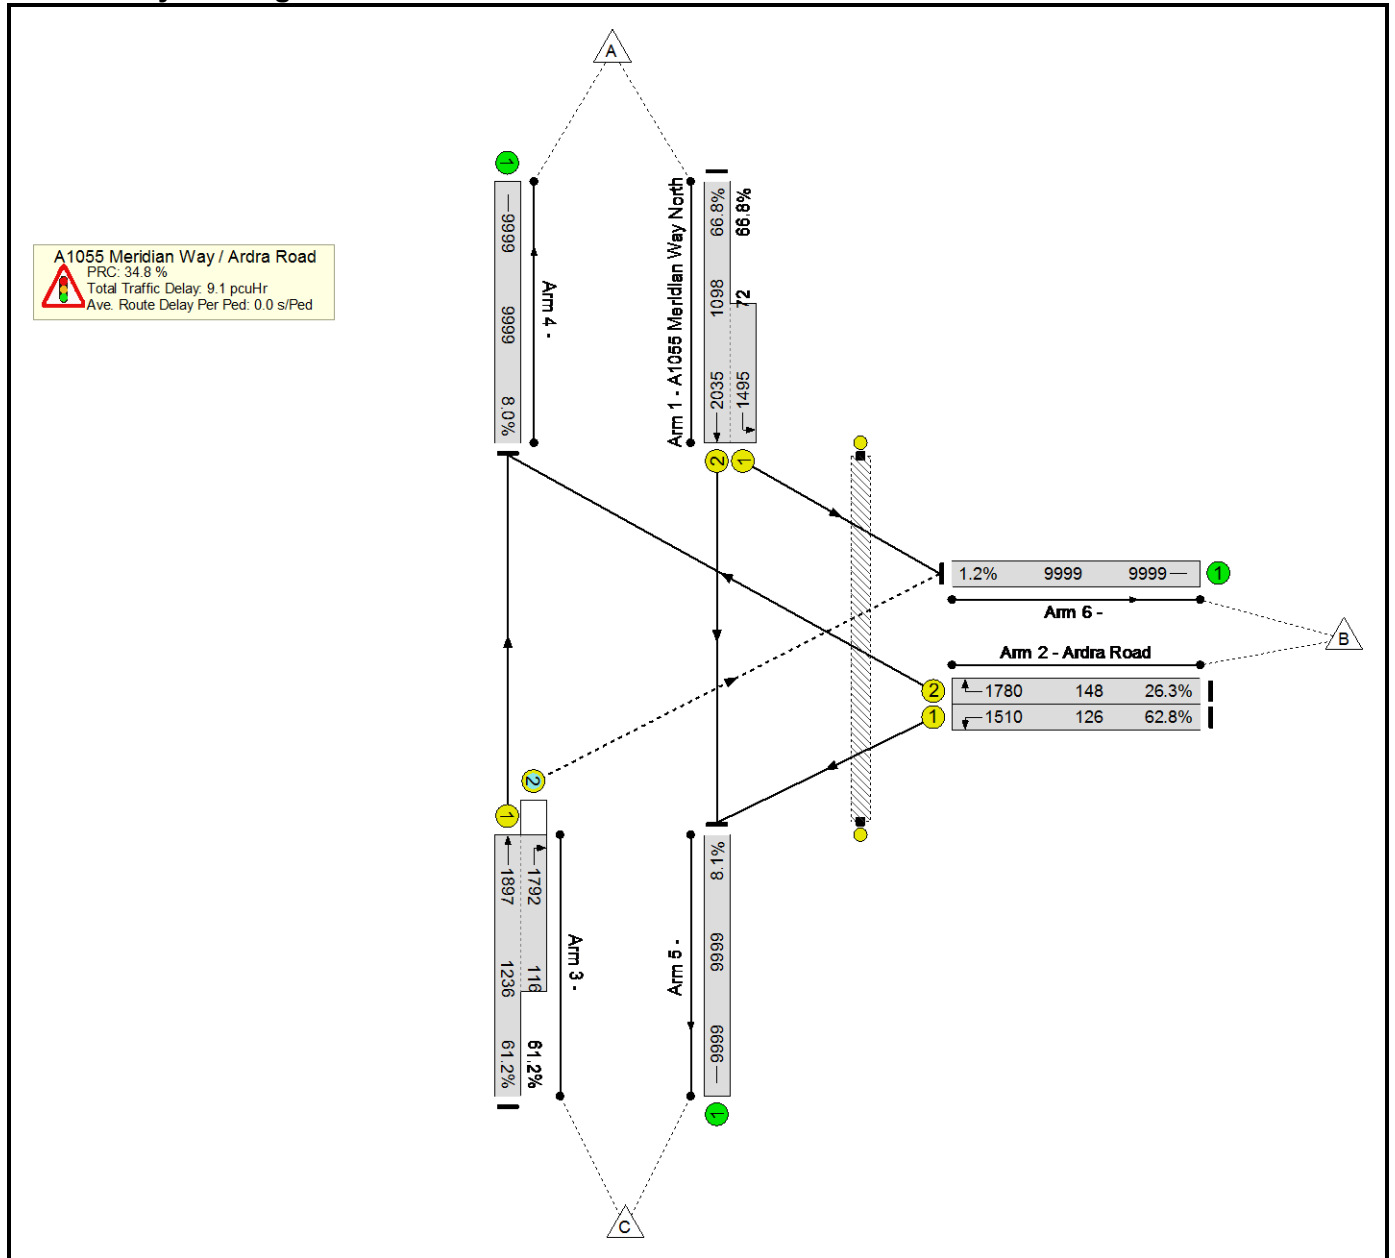 A
1
1
9999
9999
8.0%
Arm 4 -
Arm 1 - A1055 Meridian Way North
66.8%
1098
2035
66.8%
72
1495
A1055 Meridian Way / Ardra Road
PRC: 34.8 %
Total Traffic Delay: 9.1 pcuHr
Ave. Route Delay Per Ped: 0.0 s/Ped
2
1
1.2% 9999 9999
1
Arm 6 -
B
Arm 2 - Ardra Road
2
1780 148 26.3%
1
1510 126 62.8%
2
1
1897
1236
61.2%
1792
116
61.2%
Arm 3 -
Arm 5 -
8.1%
9999
9999
C